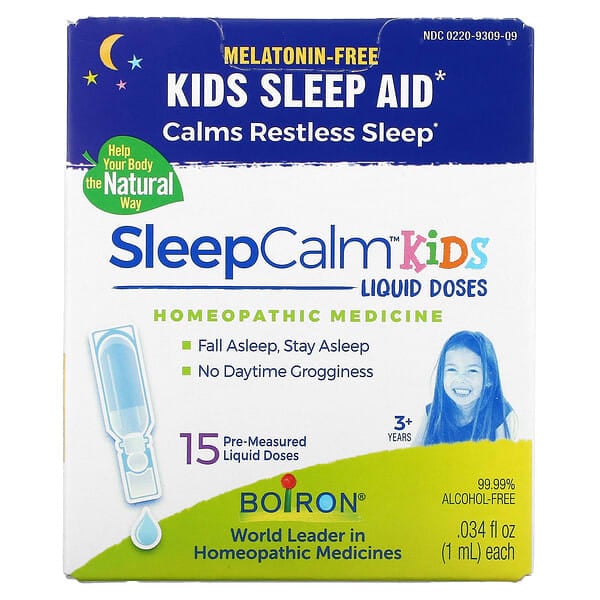 NDC 0220-9309-09
MELATONIN-FREE
KIDS SLEEP AID*
Calms Restless Sleep*
Help
Your Body
the Natural
Way
SleepCalm™ KiDS
LIQUID DOSES
HOMEOPATHIC MEDICINE
Fall Asleep, Stay Asleep
No Daytime Grogginess
3+
YEARS
15 Pre-Measured
Liquid Doses
99.99%
ALCOHOL-FREE
BOIRON®
World Leader in
Homeopathic Medicines
.034 fl oz
(1 mL) each